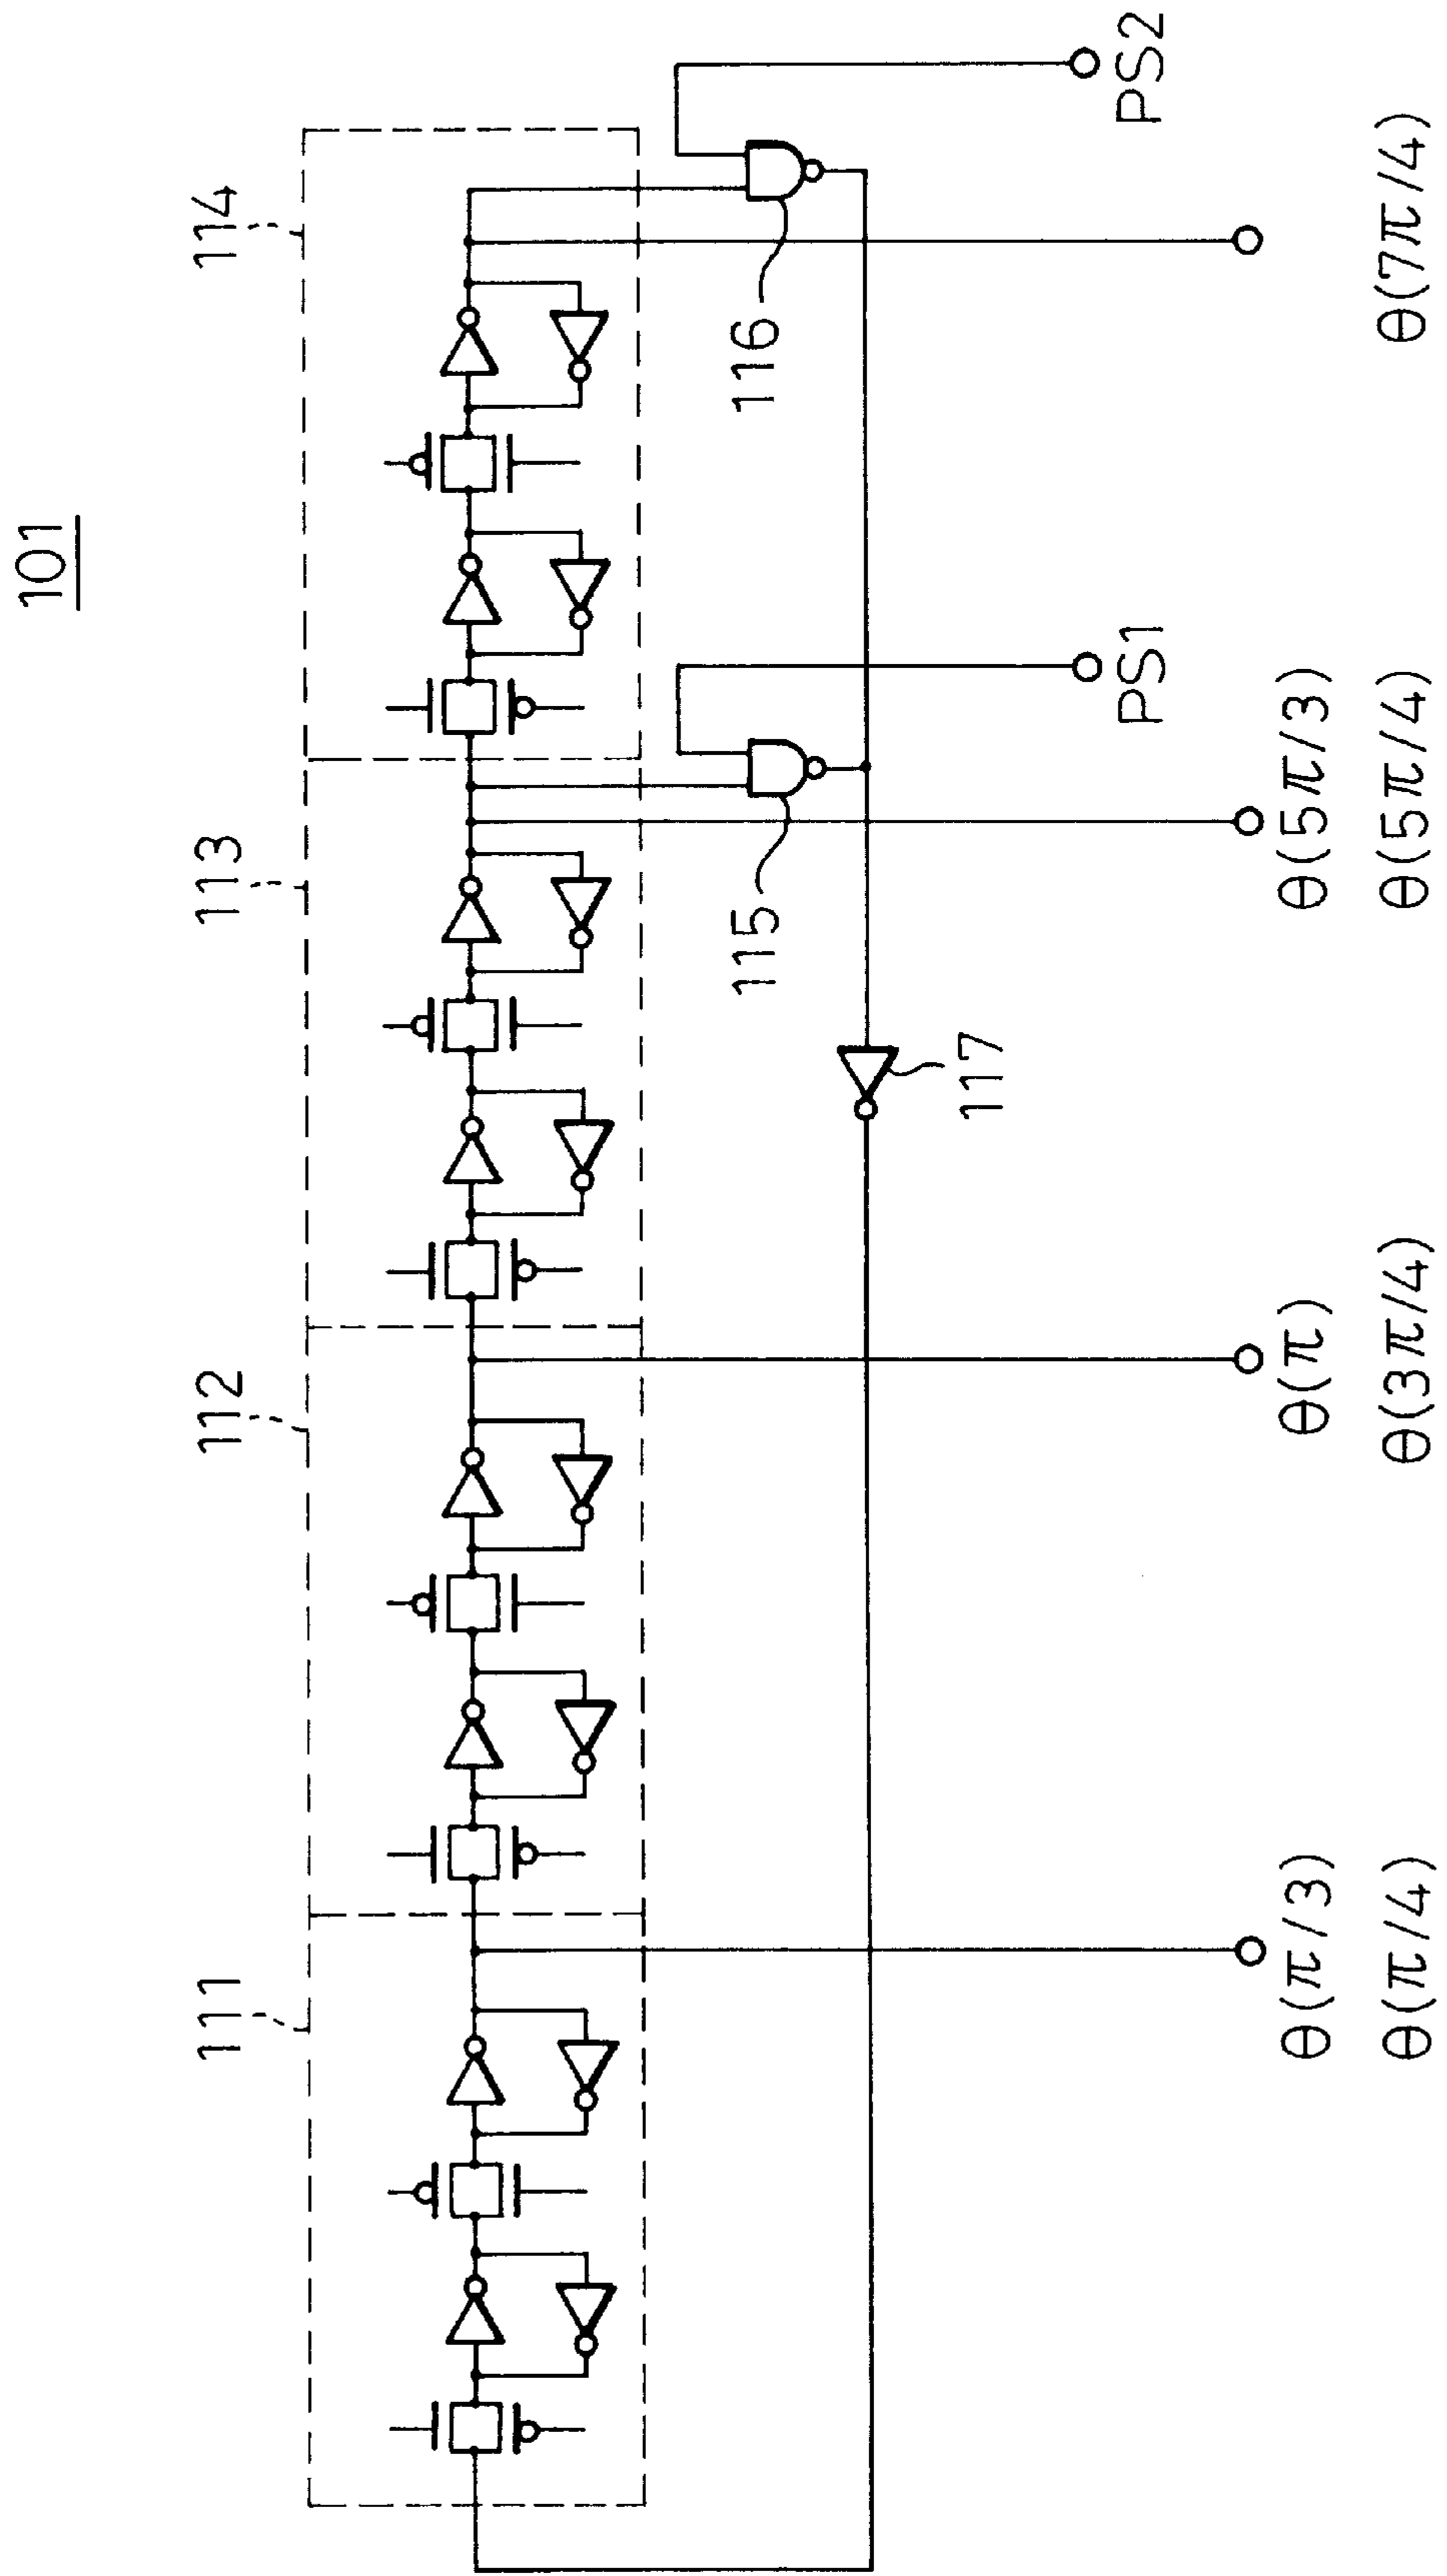 101
111
112
113
114
115
116
117
PS1
PS2
θ(π/3)
θ(π)
θ(5π/3)
θ(π/4)
θ(3π/4)
θ(5π/4)
θ(7π/4)